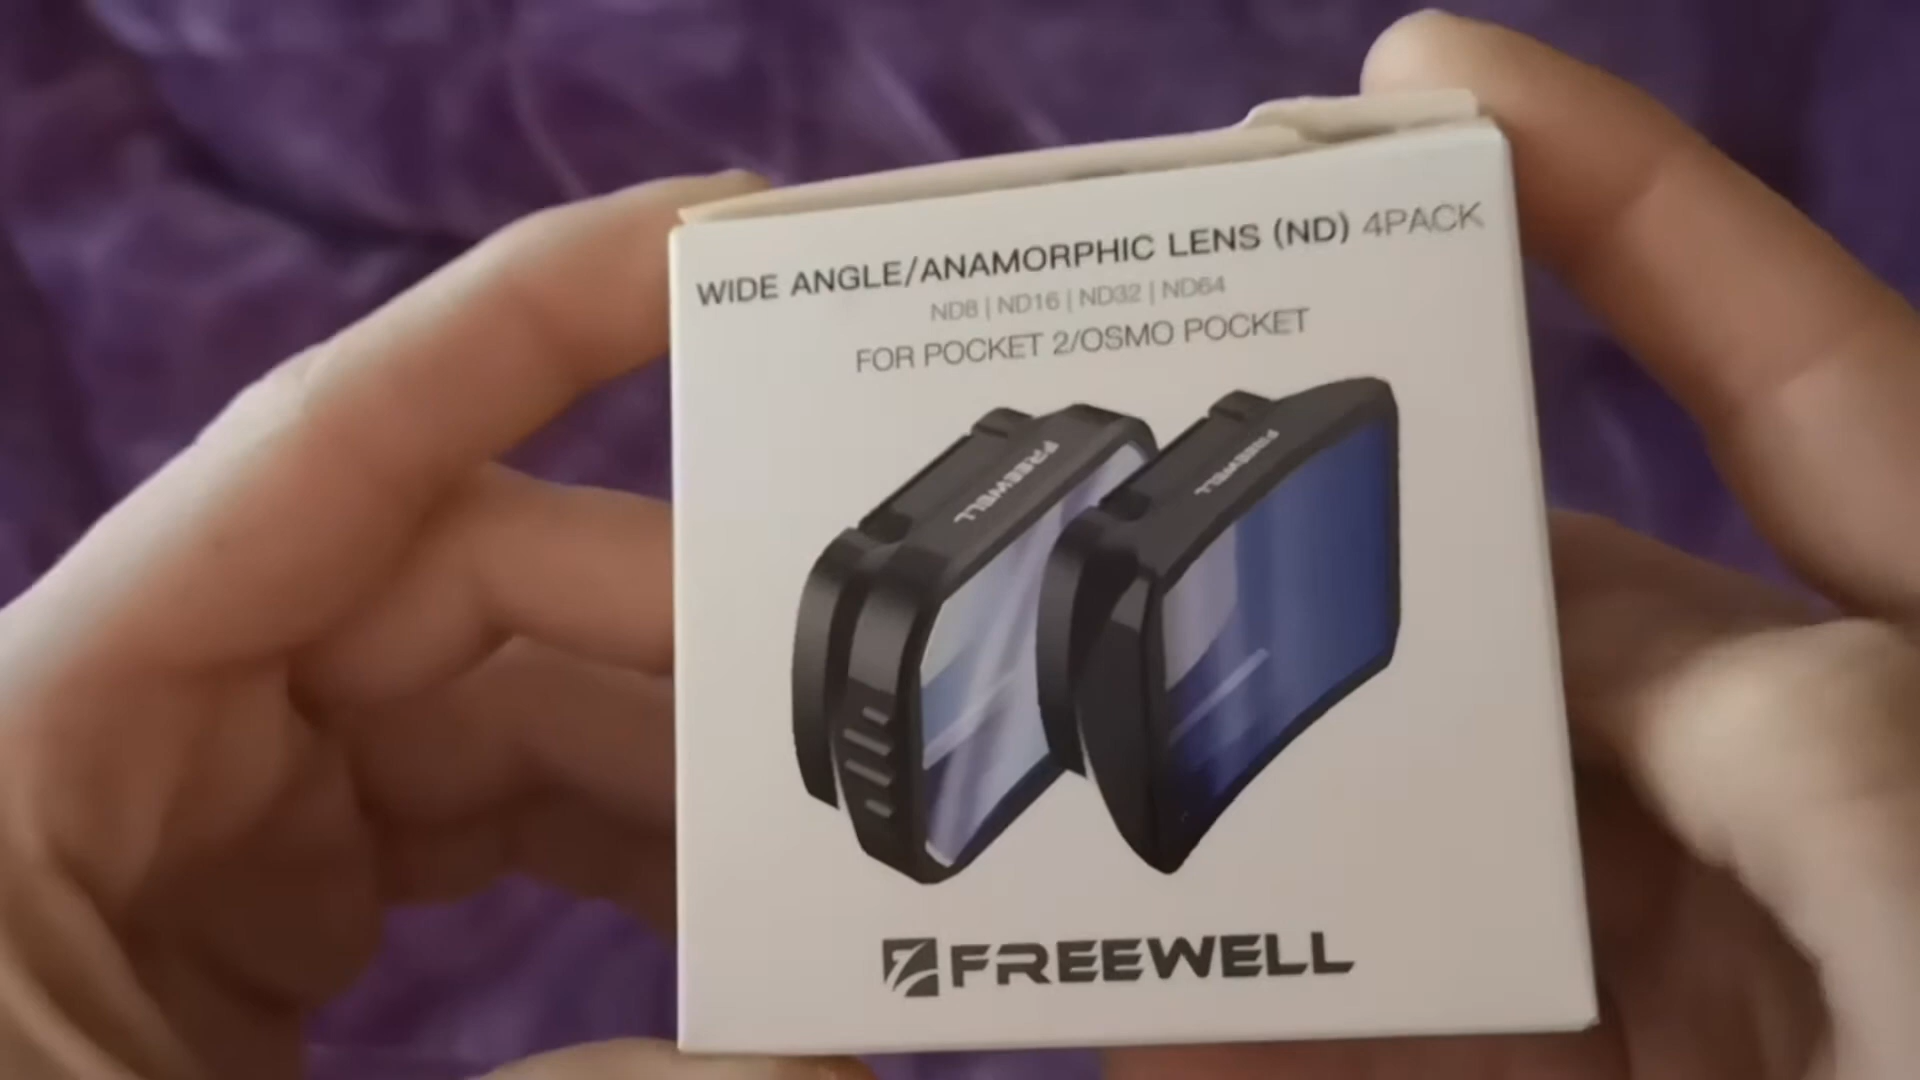 WIDE ANGLE/ANAMORPHIC LENS (ND) 4PACK
ND8 | ND16 | ND32 | ND64
FOR POCKET 2/OSMO POCKET
FREEWELL
FREEWELL
FREEWELL